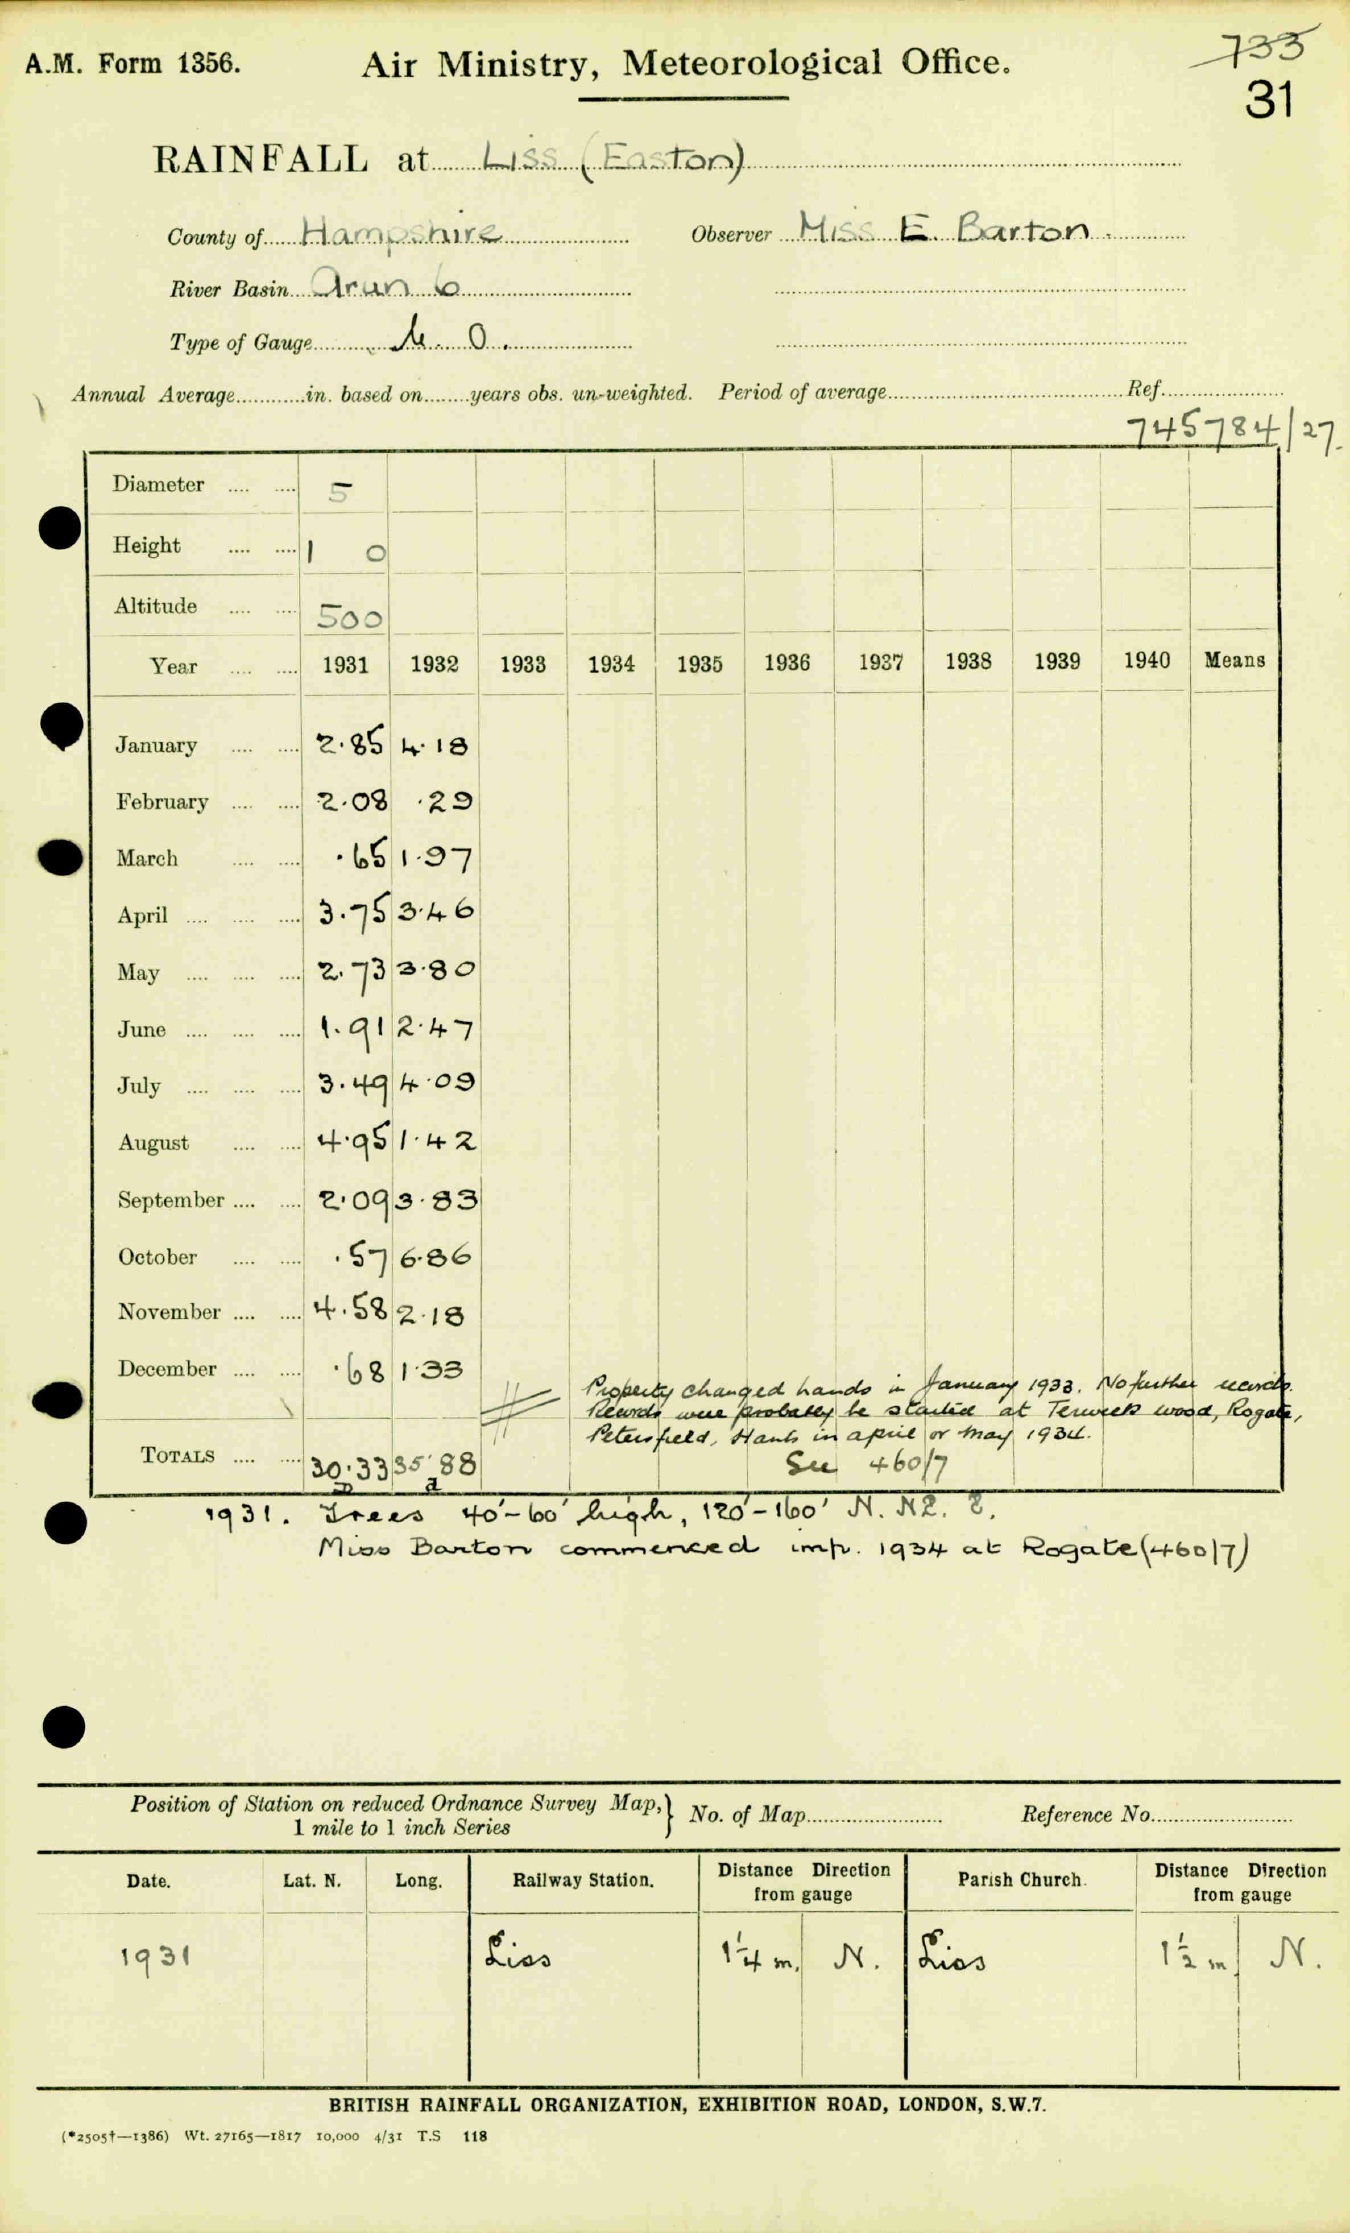 A.M. Form 1356. Air Ministry, Meteorological Office. 733
31
RAINFALL at Liss (Easton)
County of Hampshire Observer Miss E. Barton.
River Basin Arun 6
Type of Gauge M. O.
Annual Average in. based on years obs. un-weighted. Period of average Ref.
745784/27.
Diameter 5
Height 1 0
Altitude 500
Year 1931 1932 1933 1934 1935 1936 1937 1938 1939 1940 Means
January 2.85 4.18
February 2.08 .29
March .65 1.97
April 3.75 3.46
May 2.73 3.80
June 1.91 2.47
July 3.49 4.09
August 4.95 1.42
September 2.09 3.83
October .57 6.86
November 4.58 2.18
December .68 1.33
Property changed hands in January 1933. No further records.
Records were probably be started at Terwick wood, Rogate,
Petersfield, Hants in april or may 1934.
TOTALS 30.33 35.88 See 460/7
1931. Trees 40'-60' high, 120'-160' N. NE. E.
Miss Barton commenced imp. 1934 at Rogate (460/7)
Position of Station on reduced Ordnance Survey Map,} No. of Map Reference No.
1 mile to 1 inch Series
Date. Lat. N. Long. Railway Station. Distance Direction from gauge Parish Church. Distance Direction from gauge
1931 Liss 1¼ m. N. Liss 1½ m. N.
BRITISH RAINFALL ORGANIZATION, EXHIBITION ROAD, LONDON, S.W.7.
(*2505†—1386) Wt. 27165—1817 10,000 4/31 T.S 118